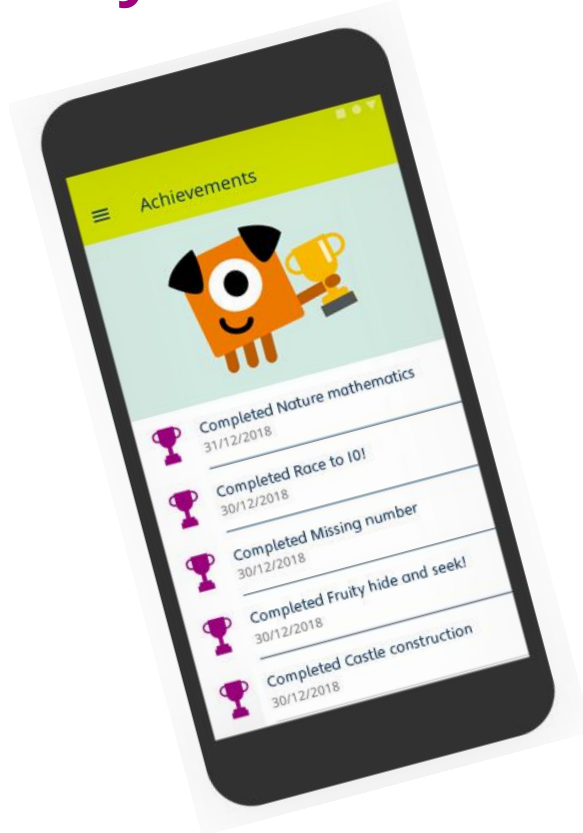 Achievements
Completed Nature mathematics
31/12/2018
Completed Race to 10!
30/12/2018
Completed Missing number
30/12/2018
Completed Fruity hide and seek!
30/12/2018
Completed Castle construction
30/12/2018